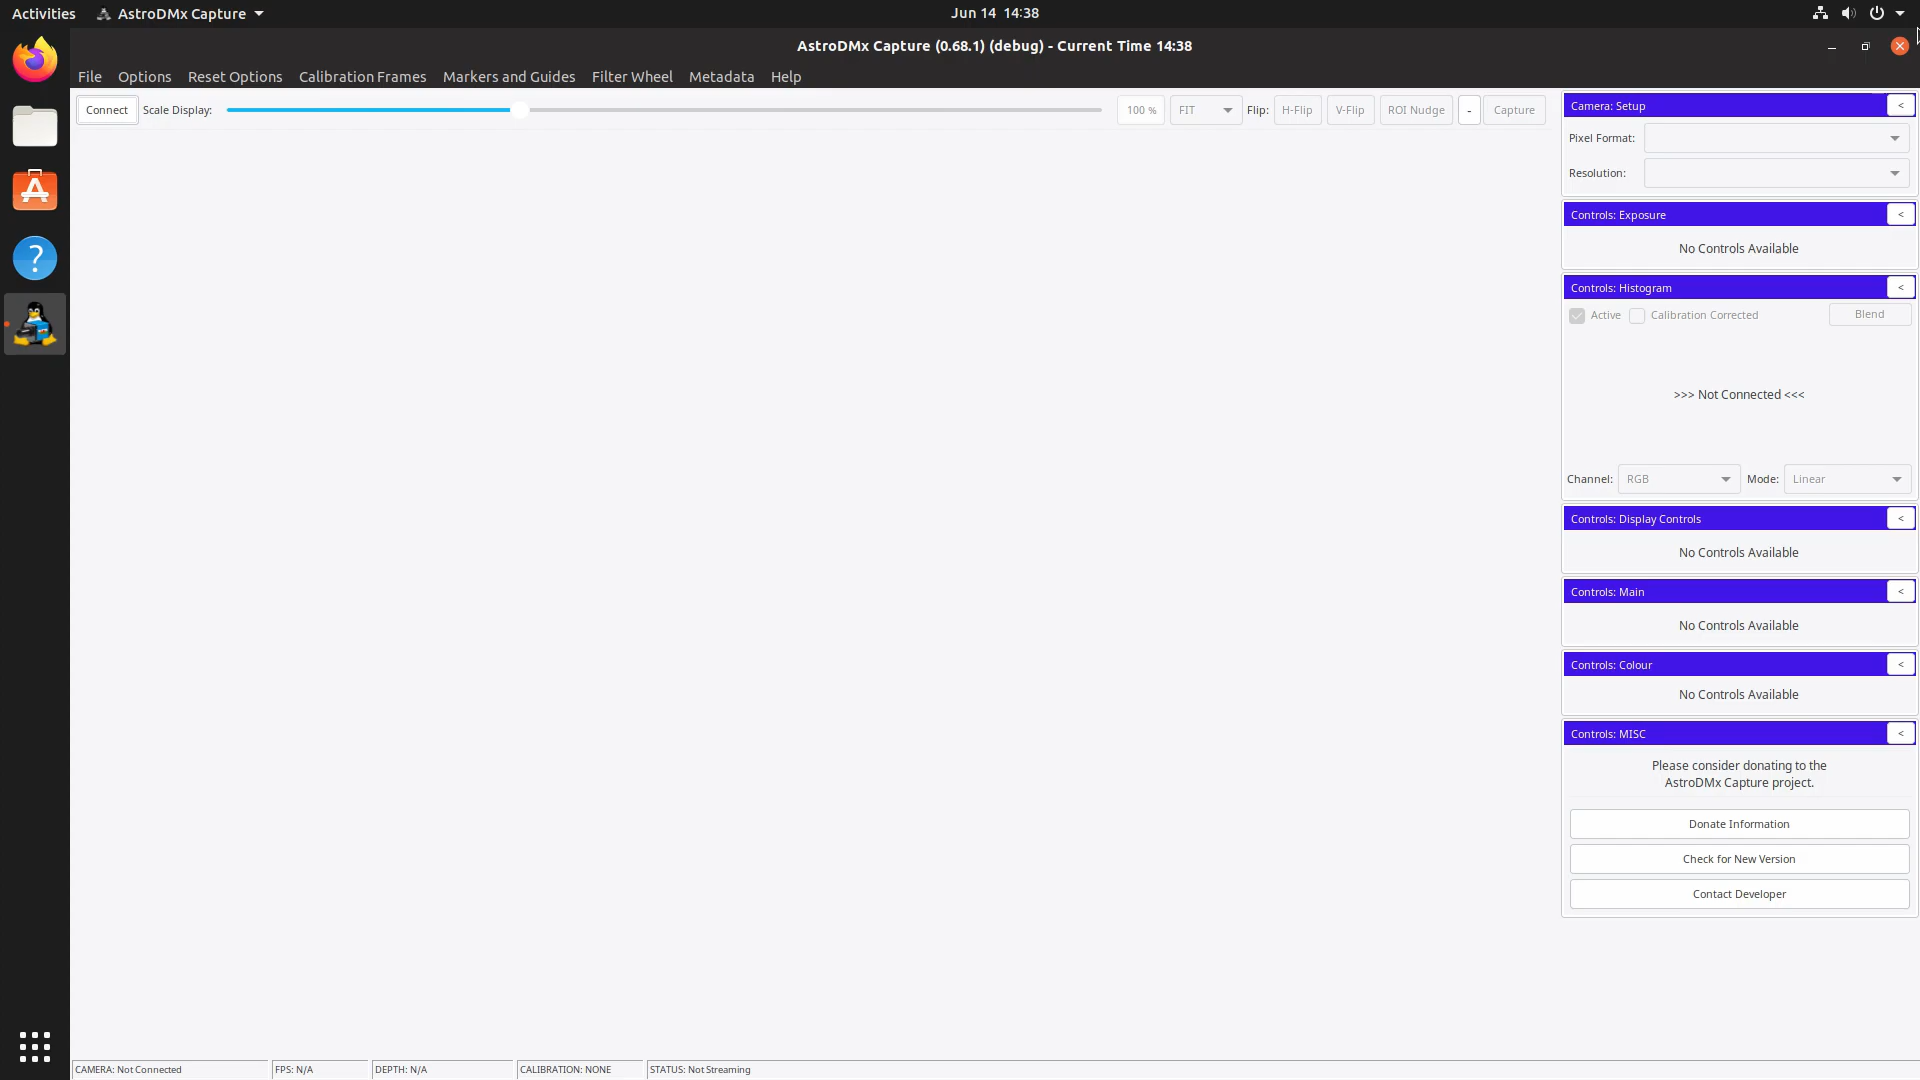 Activities AstroDMx Capture Jun 14 14:38
AstroDMx Capture (0.68.1) (debug) - Current Time 14:38
File Options Reset Options Calibration Frames Markers and Guides Filter Wheel Metadata Help
Connect Scale Display: 100 % FIT Flip: H-Flip V-Flip ROI Nudge - Capture
Camera: Setup <
Pixel Format:
Resolution:
Controls: Exposure <
No Controls Available
Controls: Histogram <
Active Calibration Corrected Blend
>>> Not Connected <<<
Channel: RGB Mode: Linear
Controls: Display Controls <
No Controls Available
Controls: Main <
No Controls Available
Controls: Colour <
No Controls Available
Controls: MISC <
Please consider donating to the
AstroDMx Capture project.
Donate Information
Check for New Version
Contact Developer
CAMERA: Not Connected FPS: N/A DEPTH: N/A CALIBRATION: NONE STATUS: Not Streaming